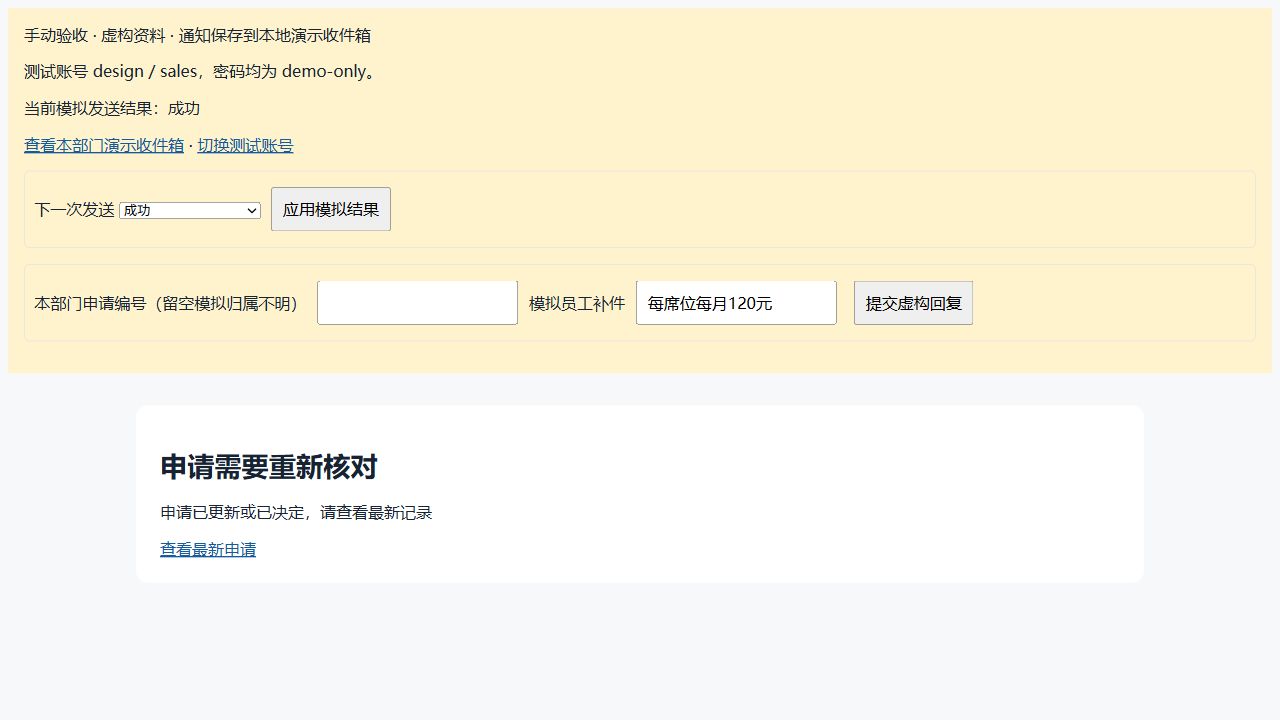 手动验收 · 虚构资料 · 通知保存到本地演示收件箱
测试账号 design / sales，密码均为 demo-only。
当前模拟发送结果：成功
查看本部门演示收件箱 · 切换测试账号
下一次发送 成功 应用模拟结果
本部门申请编号（留空模拟归属不明） 模拟员工补件 每席位每月120元 提交虚构回复
申请需要重新核对
申请已更新或已决定，请查看最新记录
查看最新申请